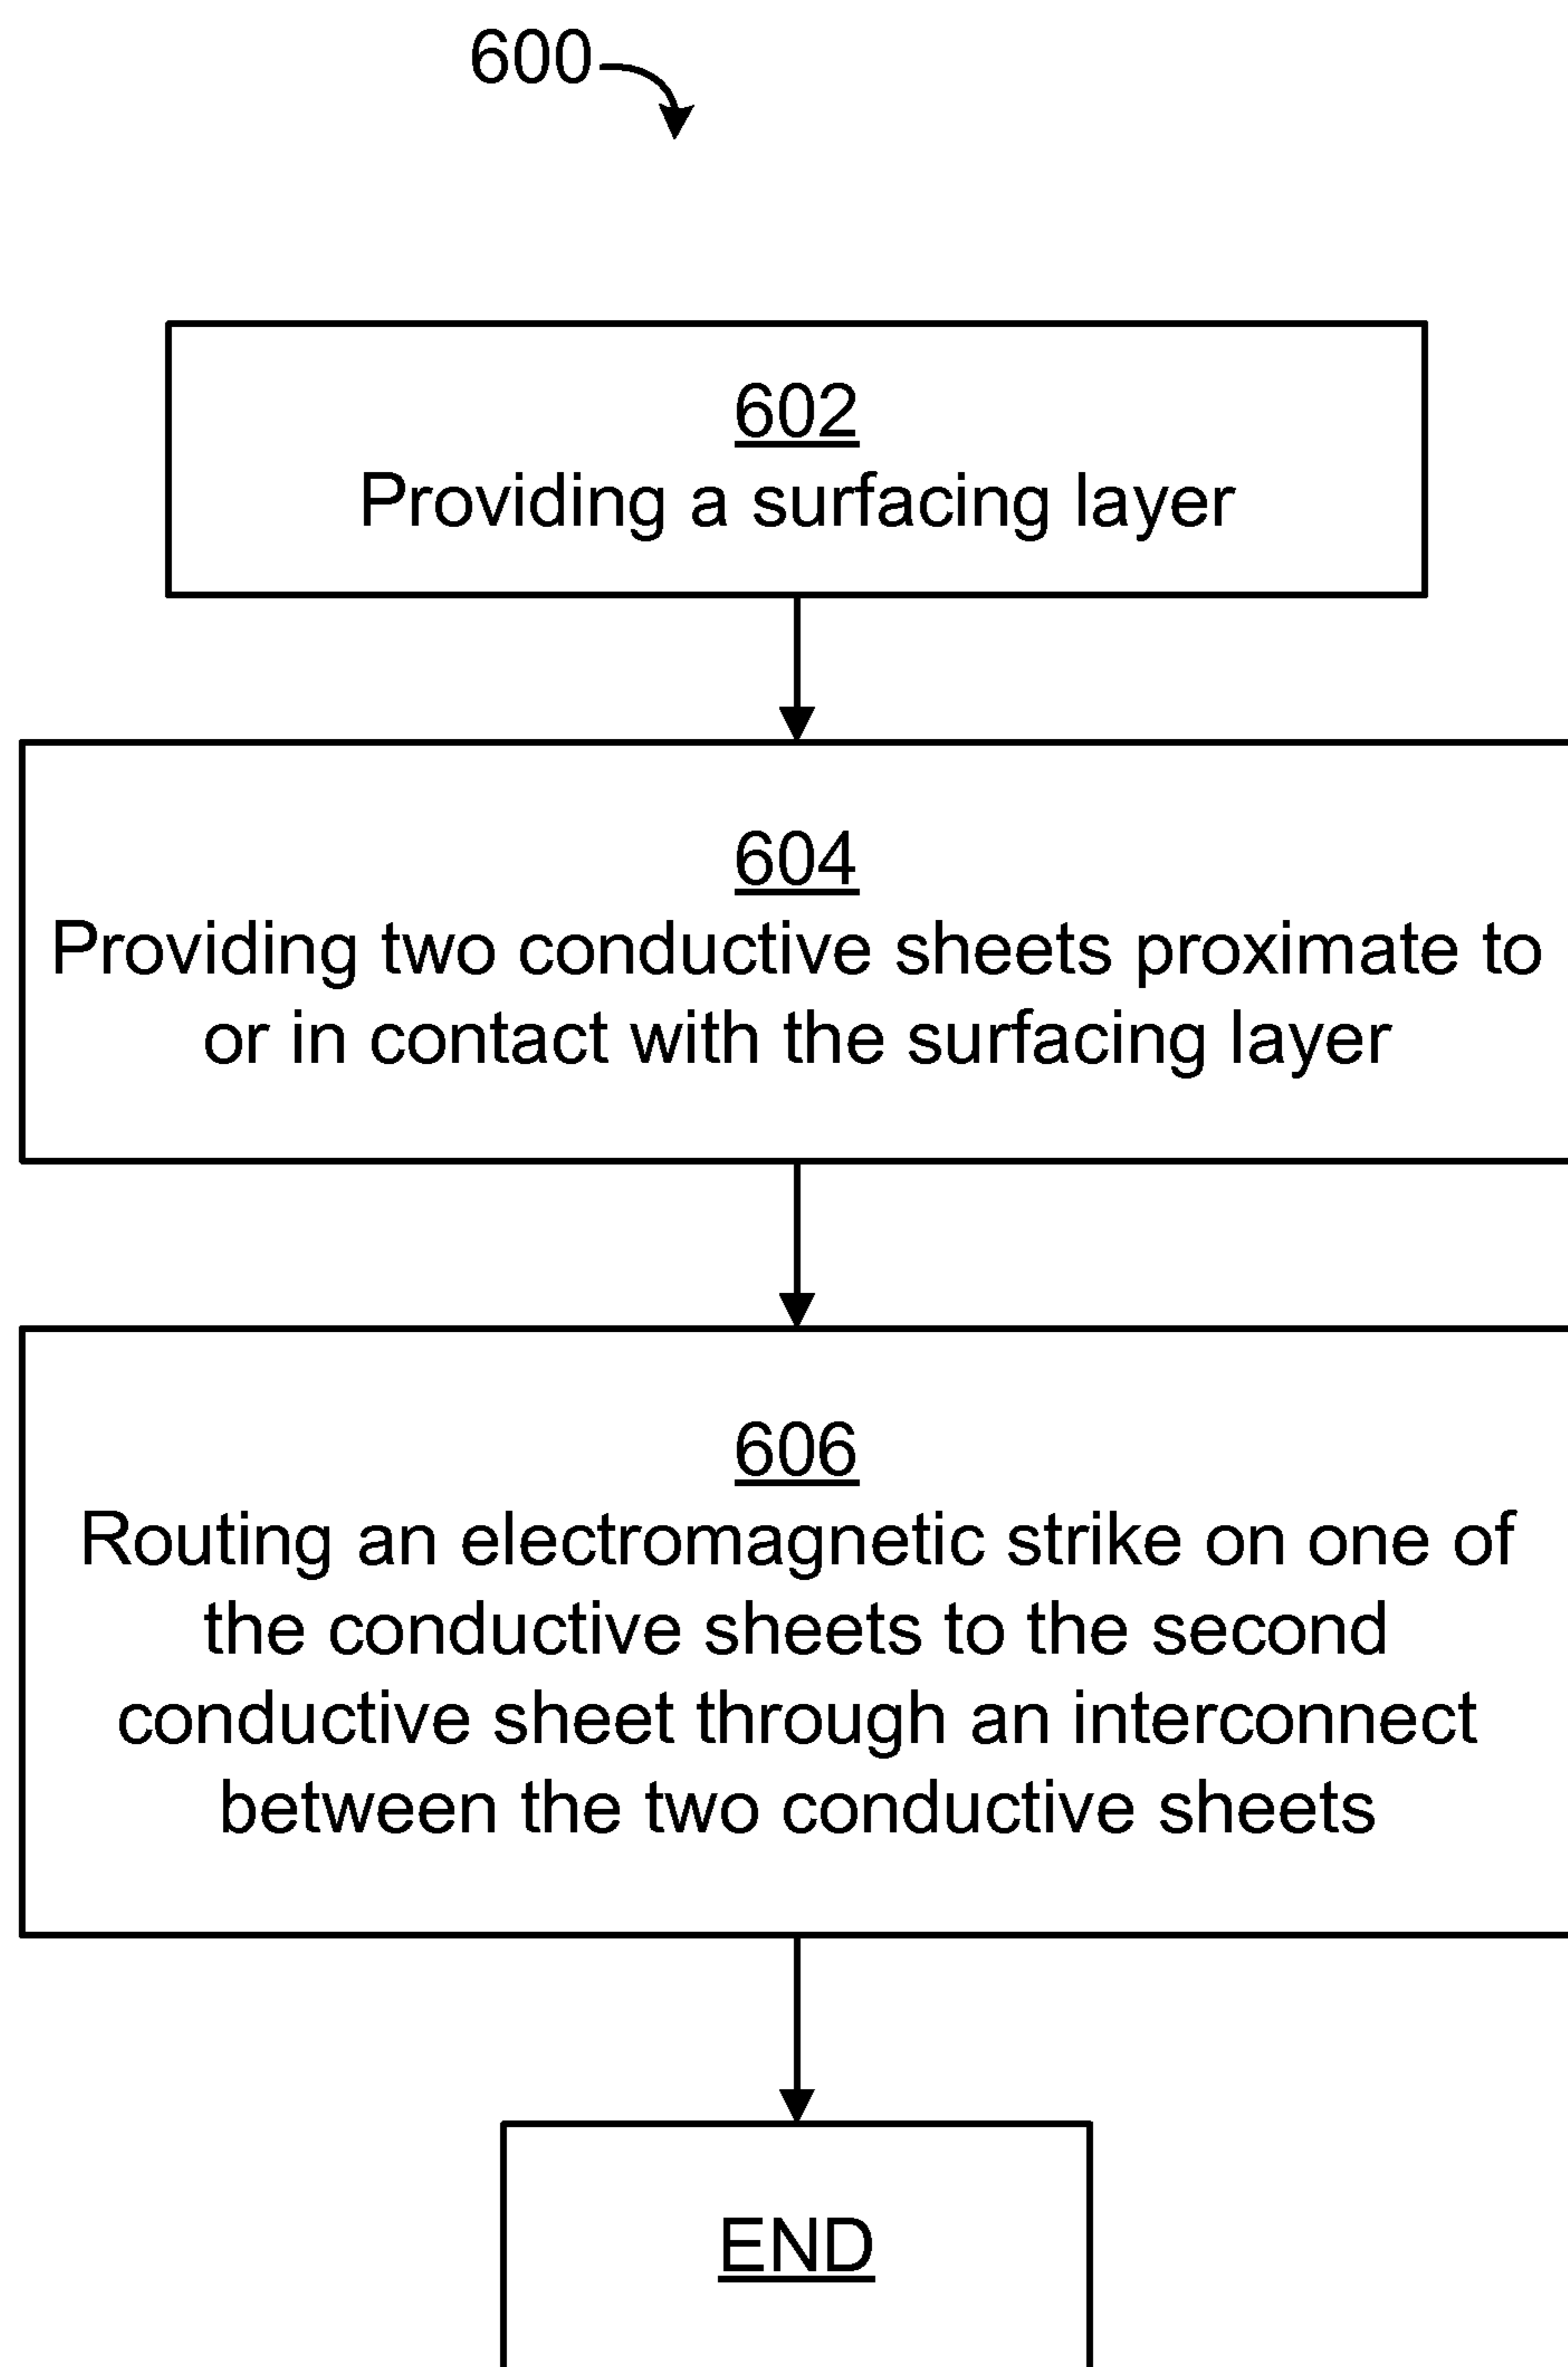 600
602
Providing a surfacing layer
604
Providing two conductive sheets proximate to
or in contact with the surfacing layer
606
Routing an electromagnetic strike on one of
the conductive sheets to the second
conductive sheet through an interconnect
between the two conductive sheets
END